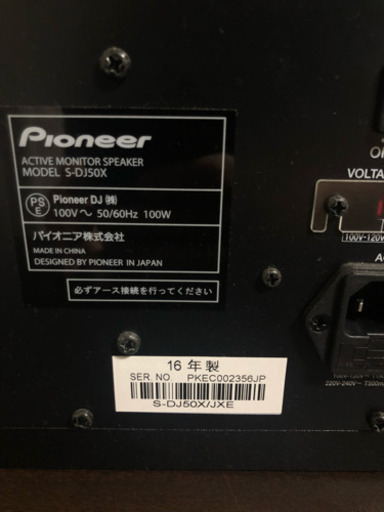 Pioneer
ACTIVE MONITOR SPEAKER
MODEL S-DJ50X
PS
E
Pioneer DJ ㈱
100V～ 50/60Hz 100W
パイオニア株式会社
MADE IN CHINA
DESIGNED BY PIONEER IN JAPAN
必ずアース接続を行ってください
VOLTA
100V-120V
AC
220V-240V~
16 年製
SER NO. PKEC002356JP
S-DJ50X/JXE